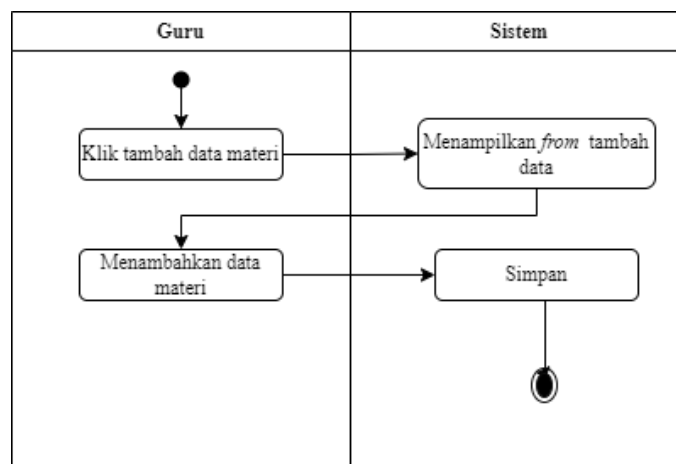 Guru
Sistem
Klik tambah data materi
Menampilkan from tambah
data
Menambahkan data
materi
Simpan